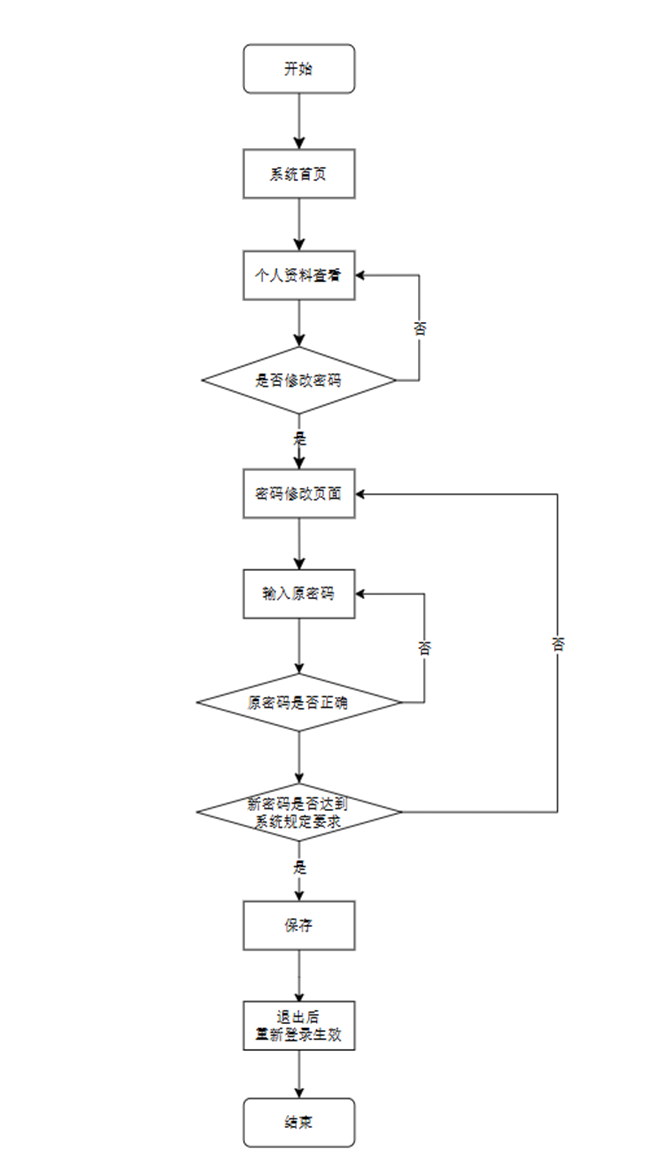 开始
系统首页
个人资料查看
否
是否修改密码
是
密码修改页面
输入原密码
否
否
原密码是否正确
新密码是否达到
系统规定要求
是
保存
退出后
重新登录生效
结束